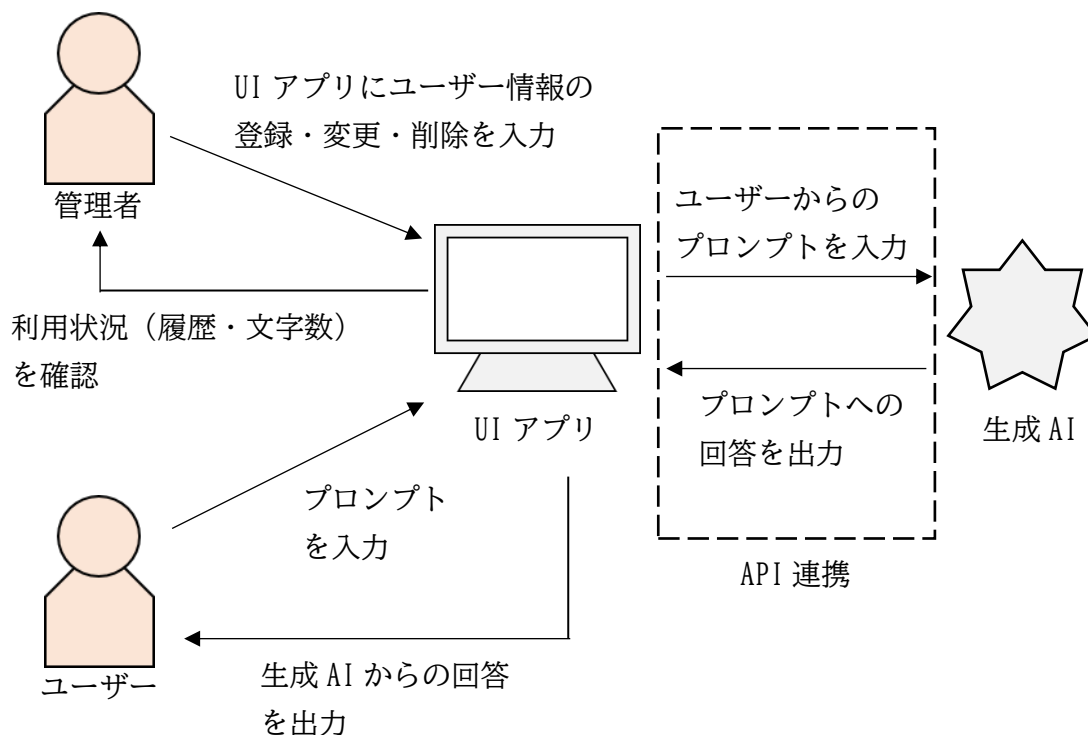 UI アプリにユーザー情報の
登録・変更・削除を入力
管理者
ユーザーからの
プロンプトを入力
利用状況（履歴・文字数）
を確認
プロンプトへの
回答を出力
UI アプリ
生成 AI
プロンプト
を入力
API 連携
ユーザー
生成 AI からの回答
を出力